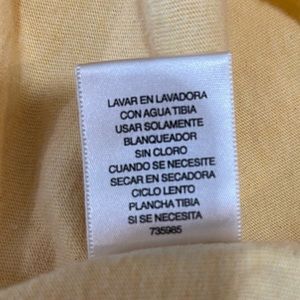 LAVAR EN LAVADORA
CON AGUA TIBIA
USAR SOLAMENTE
BLANQUEADOR
SIN CLORO
CUANDO SE NECESITE
SECAR EN SECADORA
CICLO LENTO
PLANCHA TIBIA
SI SE NECESITA
735985